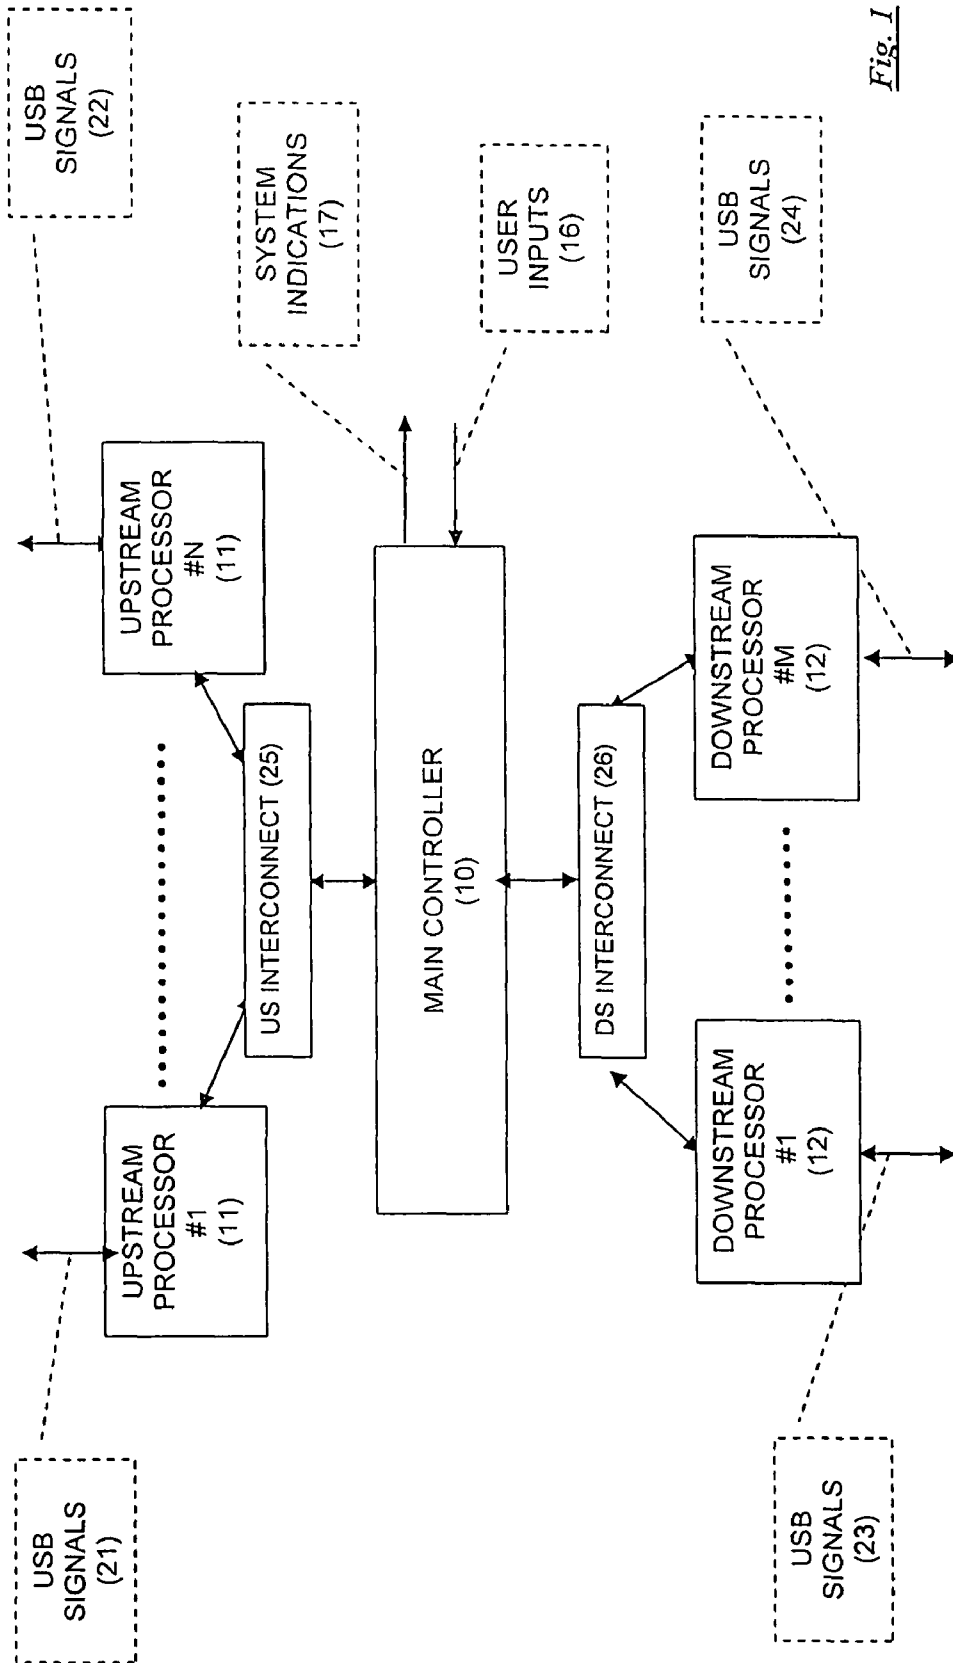 USB
SIGNALS
(21)
USB
SIGNALS
(22)
UPSTREAM
PROCESSOR
#1
(11)
UPSTREAM
PROCESSOR
#N
(11)
US INTERCONNECT (25)
SYSTEM
INDICATIONS
(17)
MAIN CONTROLLER
(10)
USER
INPUTS
(16)
DS INTERCONNECT (26)
DOWNSTREAM
PROCESSOR
#1
(12)
DOWNSTREAM
PROCESSOR
#M
(12)
USB
SIGNALS
(23)
USB
SIGNALS
(24)
Fig. 1